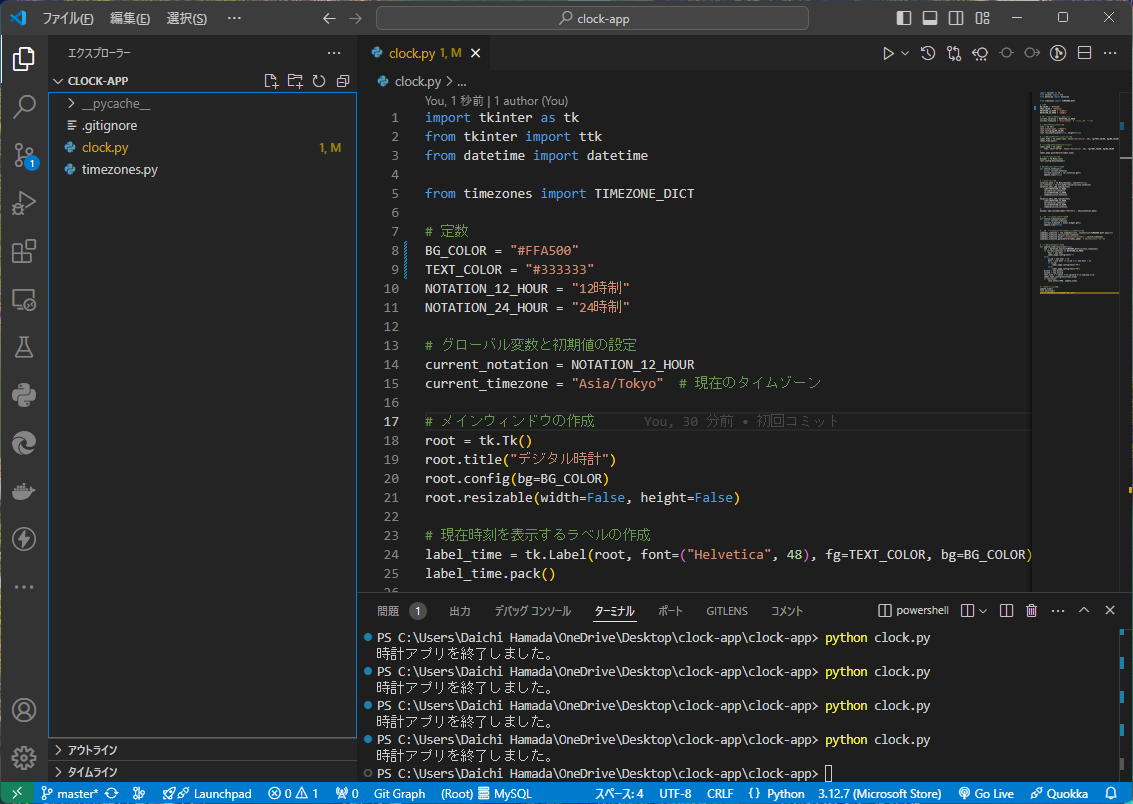 ファイル(F) 編集(E) 選択(S) ··· clock-app
エクスプローラー ···
CLOCK-APP
__pycache__
.gitignore
clock.py 1, M
timezones.py
アウトライン
タイムライン
clock.py 1, M
clock.py > ...
You, 1 秒前 | 1 author (You)
1 import tkinter as tk
2 from tkinter import ttk
3 from datetime import datetime
4
5 from timezones import TIMEZONE_DICT
6
7 # 定数
8 BG_COLOR = "#FFA500"
9 TEXT_COLOR = "#333333"
10 NOTATION_12_HOUR = "12時制"
11 NOTATION_24_HOUR = "24時制"
12
13 # グローバル変数と初期値の設定
14 current_notation = NOTATION_12_HOUR
15 current_timezone = "Asia/Tokyo"  # 現在のタイムゾーン
16
17 # メインウィンドウの作成 You, 30 分前 • 初回コミット
18 root = tk.Tk()
19 root.title("デジタル時計")
20 root.config(bg=BG_COLOR)
21 root.resizable(width=False, height=False)
22
23 # 現在時刻を表示するラベルの作成
24 label_time = tk.Label(root, font=("Helvetica", 48), fg=TEXT_COLOR, bg=BG_COLOR)
25 label_time.pack()
26
問題 1 出力 デバッグ コンソール ターミナル ポート GITLENS コメント powershell
PS C:\Users\Daichi Hamada\OneDrive\Desktop\clock-app\clock-app> python clock.py
時計アプリを終了しました。
PS C:\Users\Daichi Hamada\OneDrive\Desktop\clock-app\clock-app> python clock.py
時計アプリを終了しました。
PS C:\Users\Daichi Hamada\OneDrive\Desktop\clock-app\clock-app> python clock.py
時計アプリを終了しました。
PS C:\Users\Daichi Hamada\OneDrive\Desktop\clock-app\clock-app> python clock.py
時計アプリを終了しました。
PS C:\Users\Daichi Hamada\OneDrive\Desktop\clock-app\clock-app>
master* Launchpad 0 1 0 Git Graph (Root) MySQL スペース: 4 UTF-8 CRLF {} Python 3.12.7 (Microsoft Store) Go Live Quokka